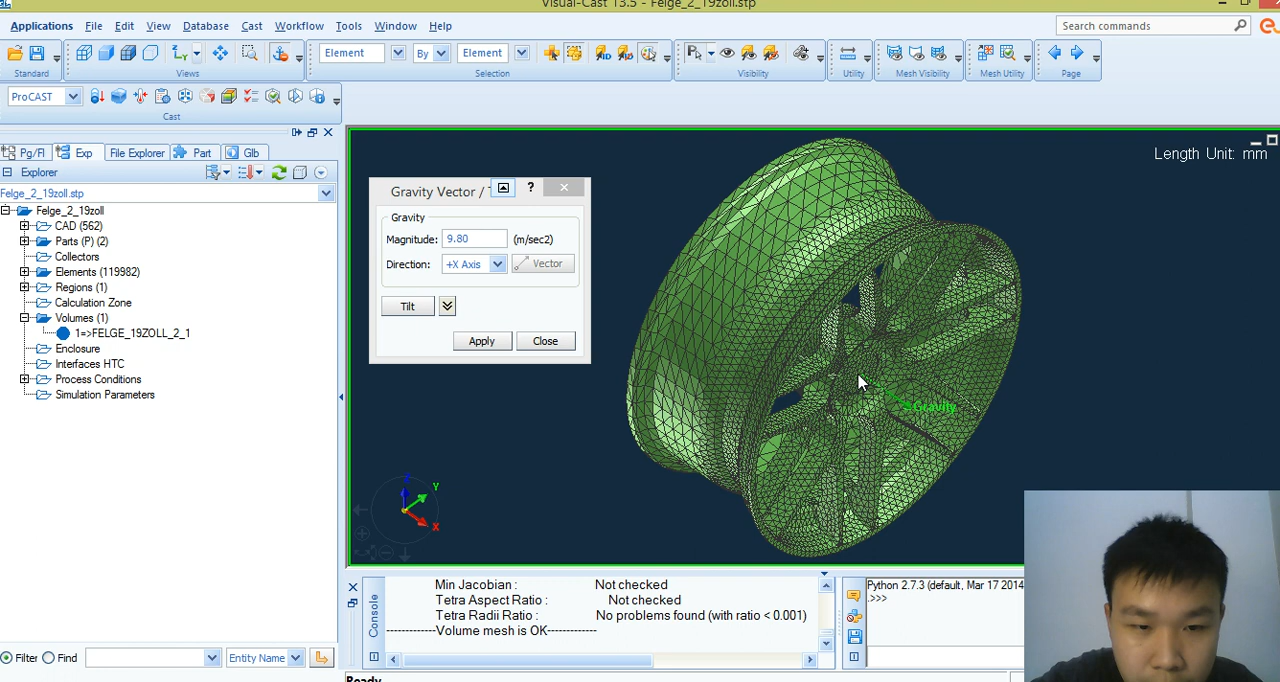 Visual-Cast 13.5 - Felge_2_19zoll.stp
Applications File Edit View Database Cast Workflow Tools Window Help Search commands
Element By Element
Standard Views Selection Visibility Utility Mesh Visibility Mesh Utility Page
ProCAST
Cast
Pg/Fl Exp File Explorer Part Glb
Explorer
Felge_2_19zoll.stp
Felge_2_19zoll
CAD (562)
Parts (P) (2)
Collectors
Elements (119982)
Regions (1)
Calculation Zone
Volumes (1)
1=>FELGE_19ZOLL_2_1
Enclosure
Interfaces HTC
Process Conditions
Simulation Parameters
Filter Find Entity Name
Length Unit: mm
Gravity Vector /
Gravity
Magnitude: 9.80 (m/sec2)
Direction: +X Axis Vector
Tilt
Apply Close
Gravity
Z
Y
X
Console
Min Jacobian : Not checked
Tetra Aspect Ratio : Not checked
Tetra Radii Ratio : No problems found (with ratio < 0.001)
-------------Volume mesh is OK-------------
Python 2.7.3 (default, Mar 17 2014
.>>>
Ready